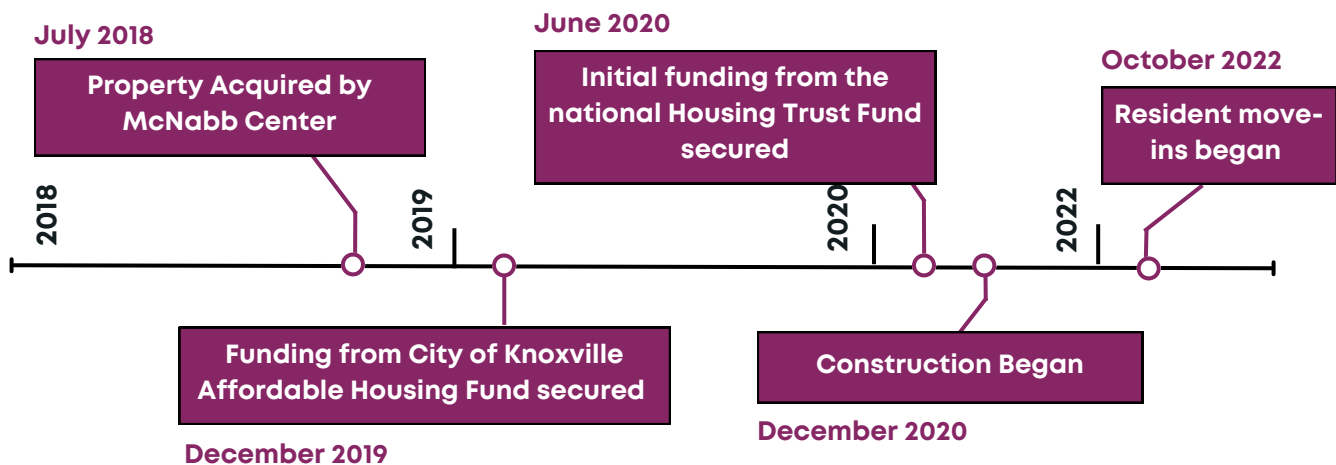 July 2018
Property Acquired by
McNabb Center
June 2020
Initial funding from the
national Housing Trust Fund
secured
October 2022
Resident move-
ins began
2018
2019
2020
2022
Funding from City of Knoxville
Affordable Housing Fund secured
December 2019
Construction Began
December 2020